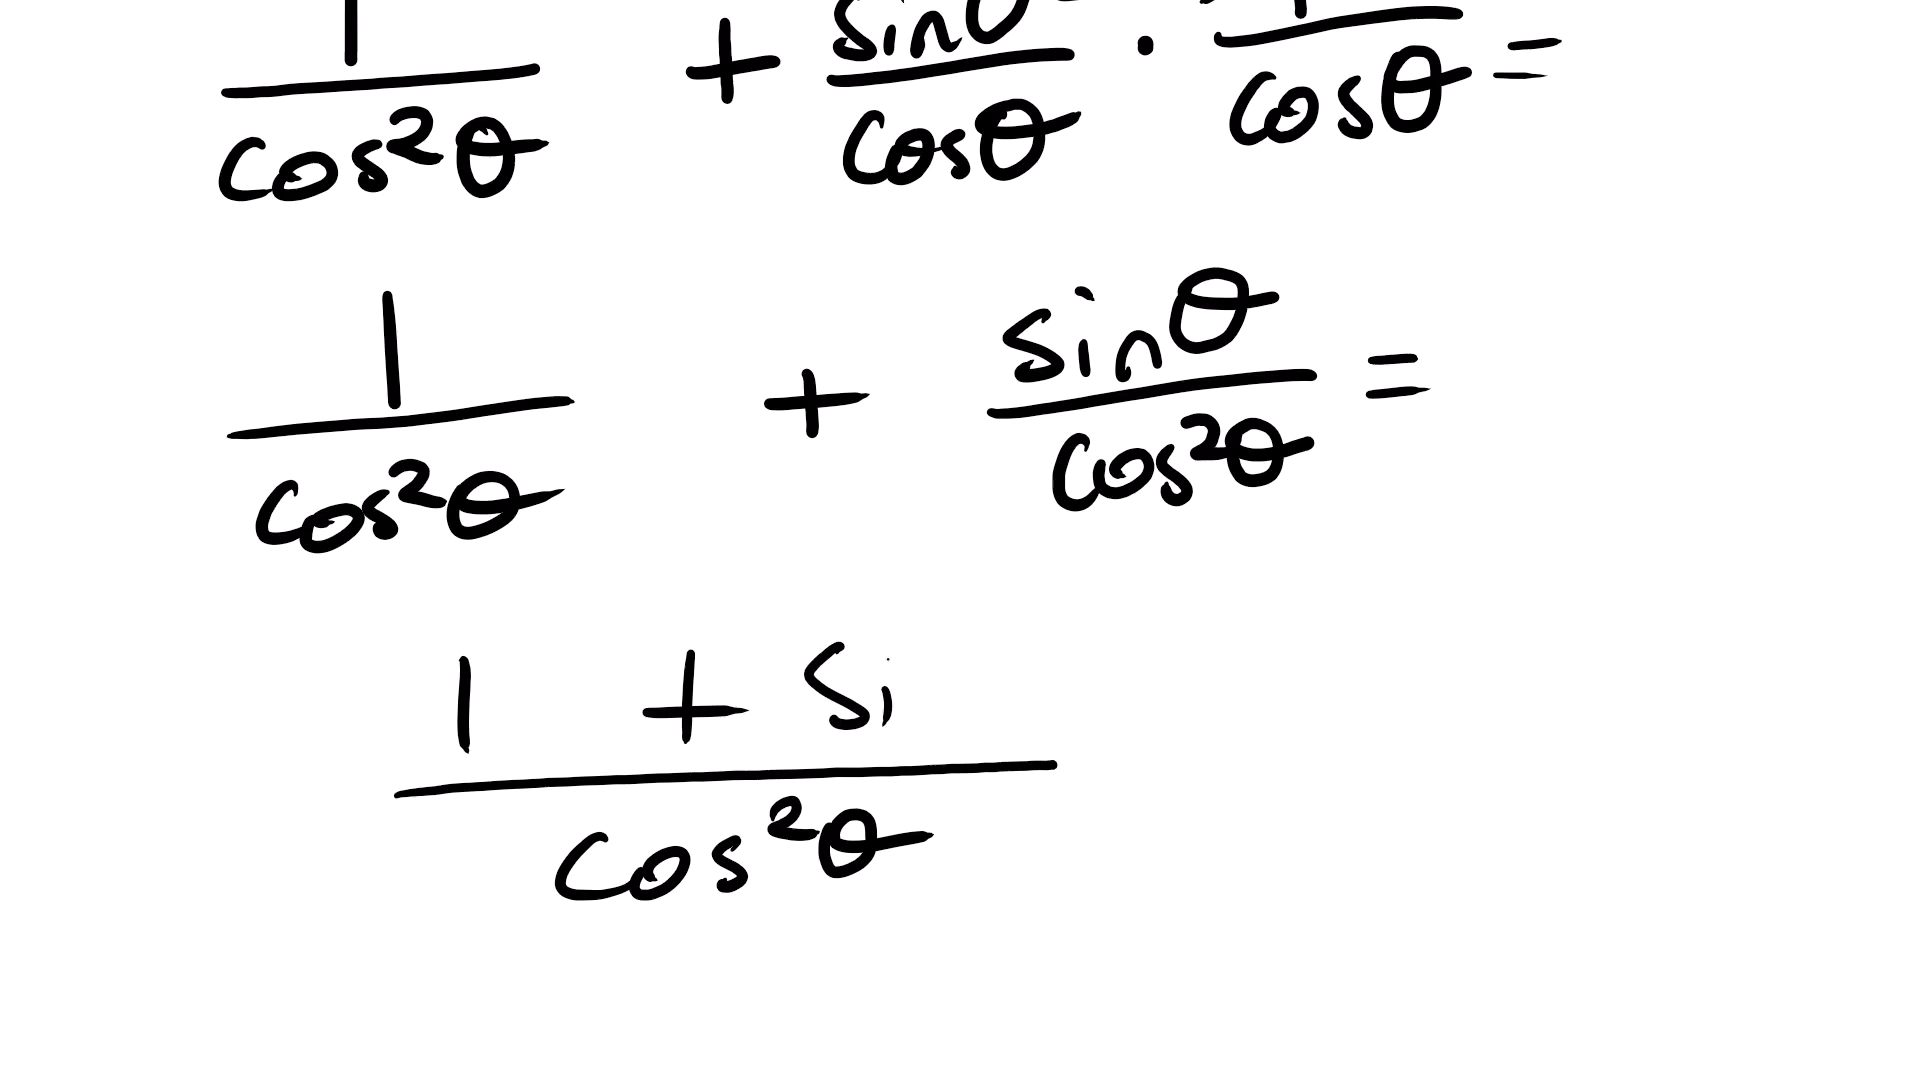 1/cos²θ + sinθ/cosθ · 1/cosθ =
1/cos²θ + sinθ/cos²θ =
1 + si/cos²θ